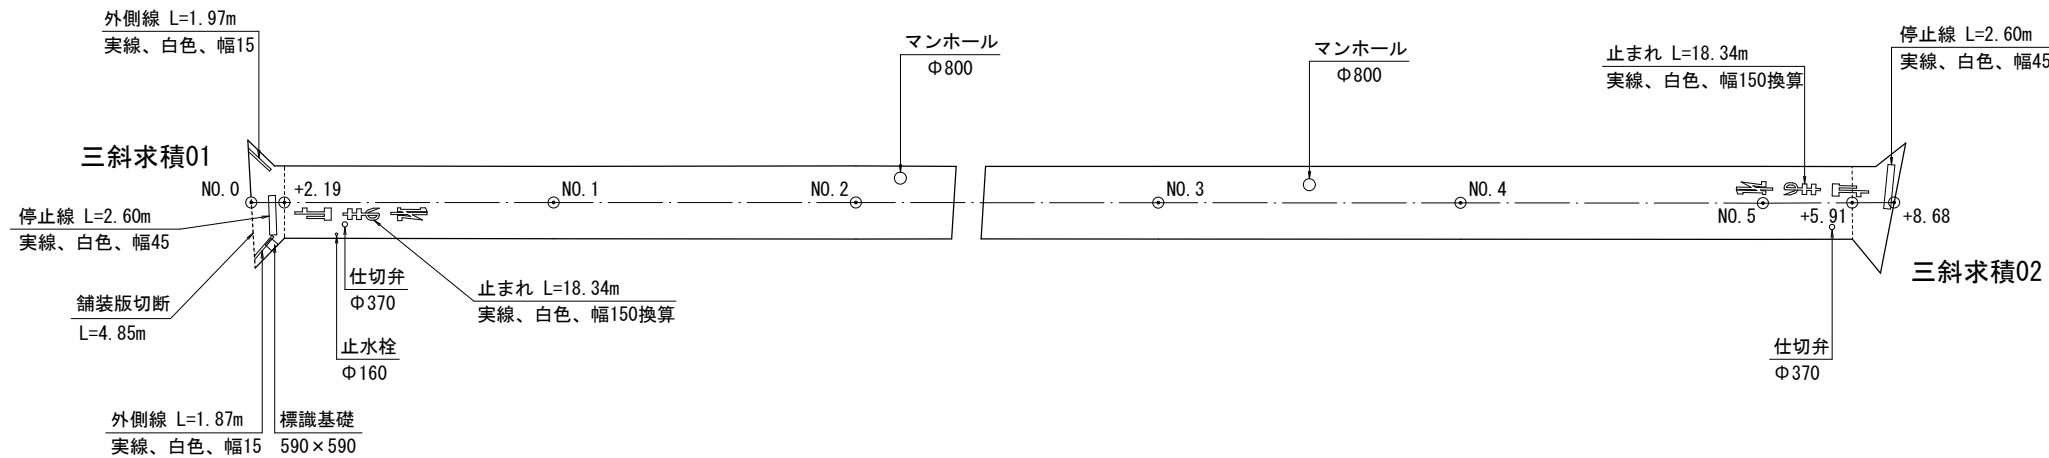 外側線 L=1.97m
実線、白色、幅15
マンホール
Φ800
マンホール
Φ800
止まれ L=18.34m
実線、白色、幅150換算
停止線 L=2.60m
実線、白色、幅45
三斜求積01
NO.0
+2.19
NO.1
NO.2
NO.3
NO.4
NO.5
+5.91
+8.68
止まれ
止まれ
停止線 L=2.60m
実線、白色、幅45
三斜求積02
仕切弁
Φ370
止まれ L=18.34m
実線、白色、幅150換算
舗装版切断
L=4.85m
止水栓
Φ160
仕切弁
Φ370
外側線 L=1.87m
実線、白色、幅15
標識基礎
590×590